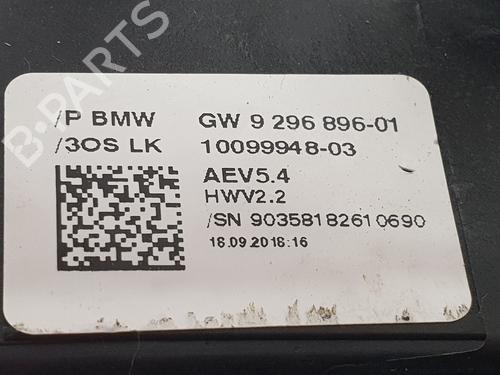 B-PARTS
/P BMW GW 9 296 896-01
/3OS LK 10099948-03
AEV5.4
HWV2.2
/SN 90358182610690
18.09.2018:16